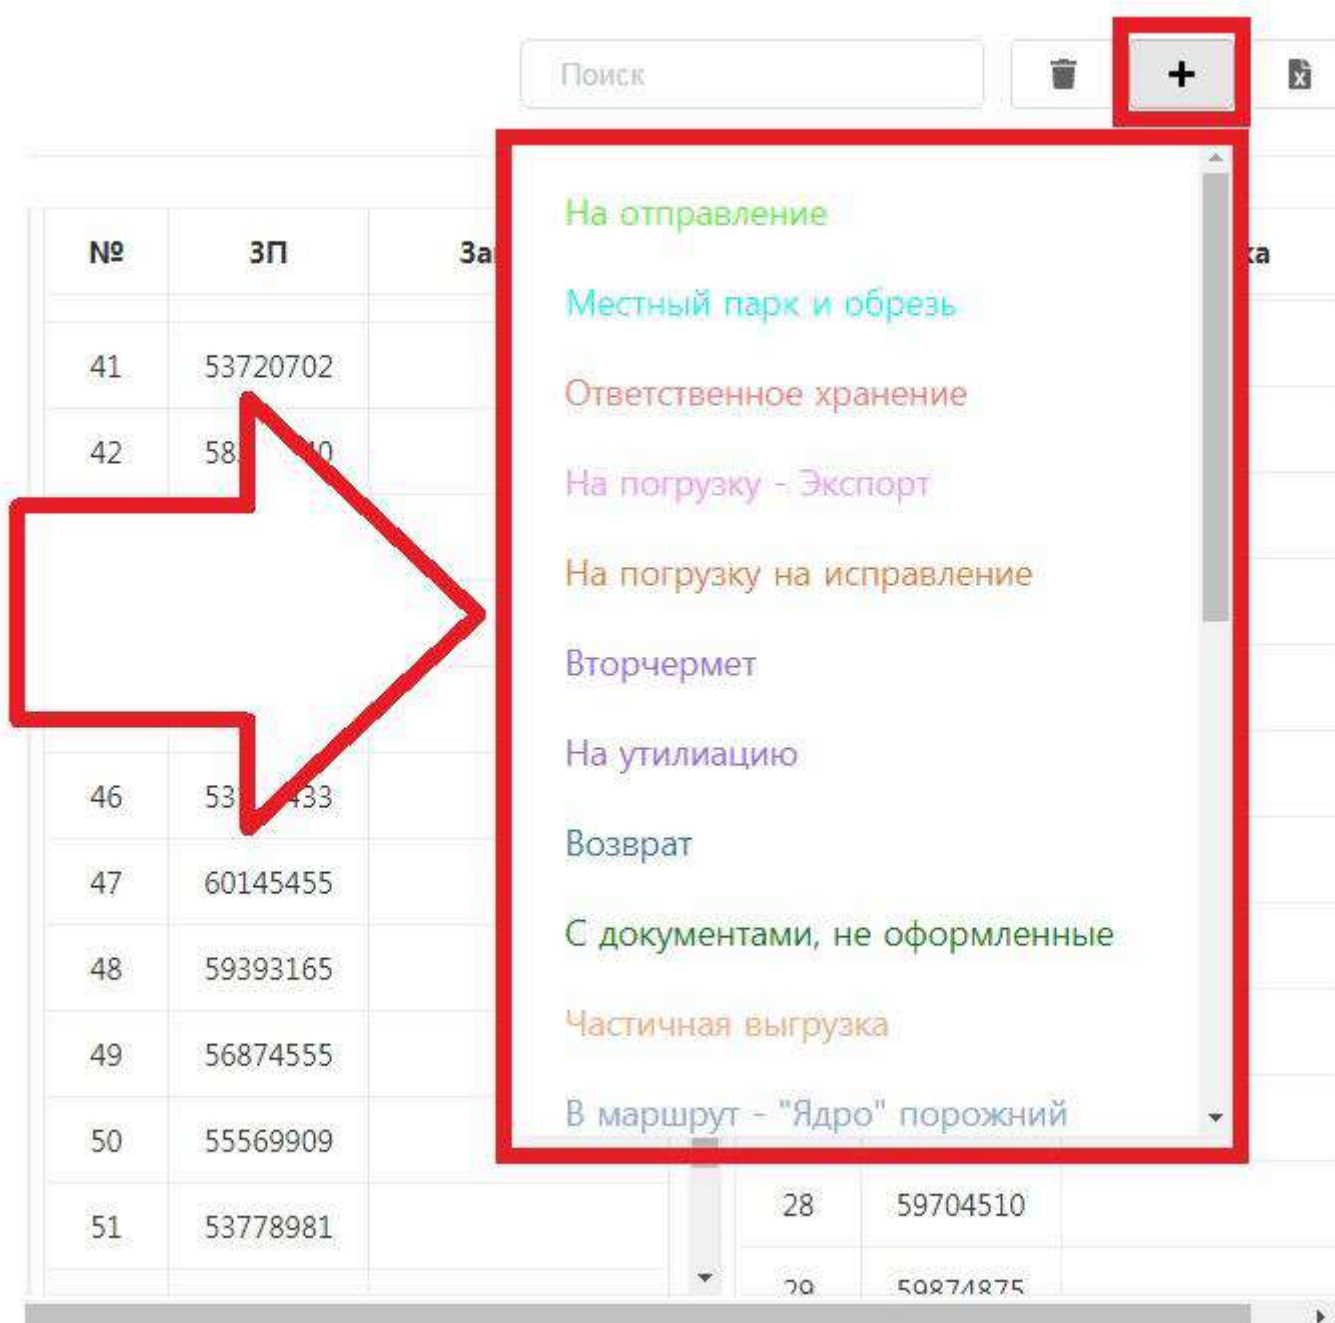 Поиск
№ ЗП
41 53720702
42
46
47 60145455
48 59393165
49 56874555
50 55569909
51 53778981
На отправление
Местный парк и обрезь
Ответственное хранение
На погрузку - Экспорт
На погрузку на исправление
Вторчермет
На утилиацию
Возврат
С документами, не оформленные
Частичная выгрузка
В маршрут - "Ядро" порожний
28 59704510
29 59874875